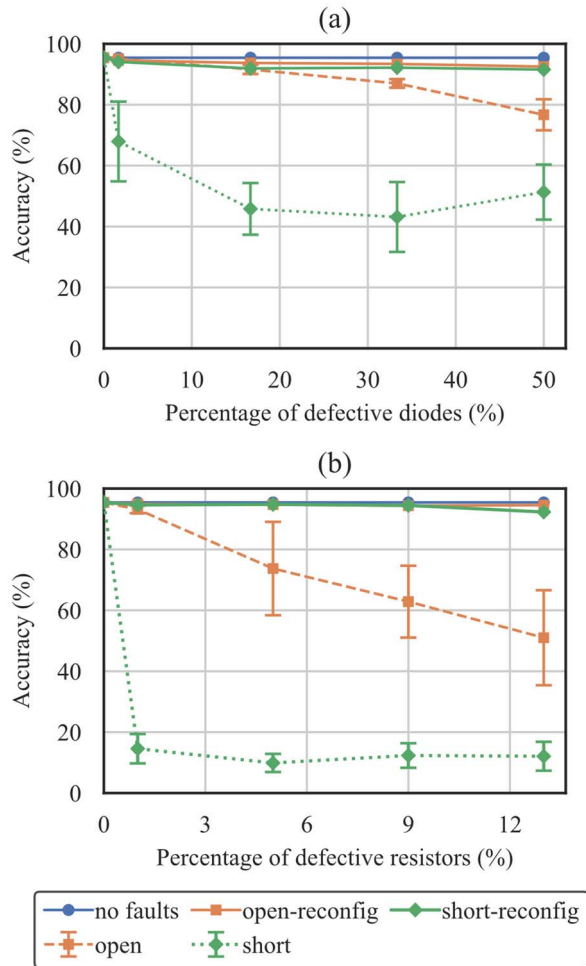 (a)
100
80
60
40
20
0
Accuracy (%)
0 10 20 30 40 50
Percentage of defective diodes (%)
(b)
100
80
60
40
20
0
Accuracy (%)
0 3 6 9 12
Percentage of defective resistors (%)
no faults open-reconfig short-reconfig
open short